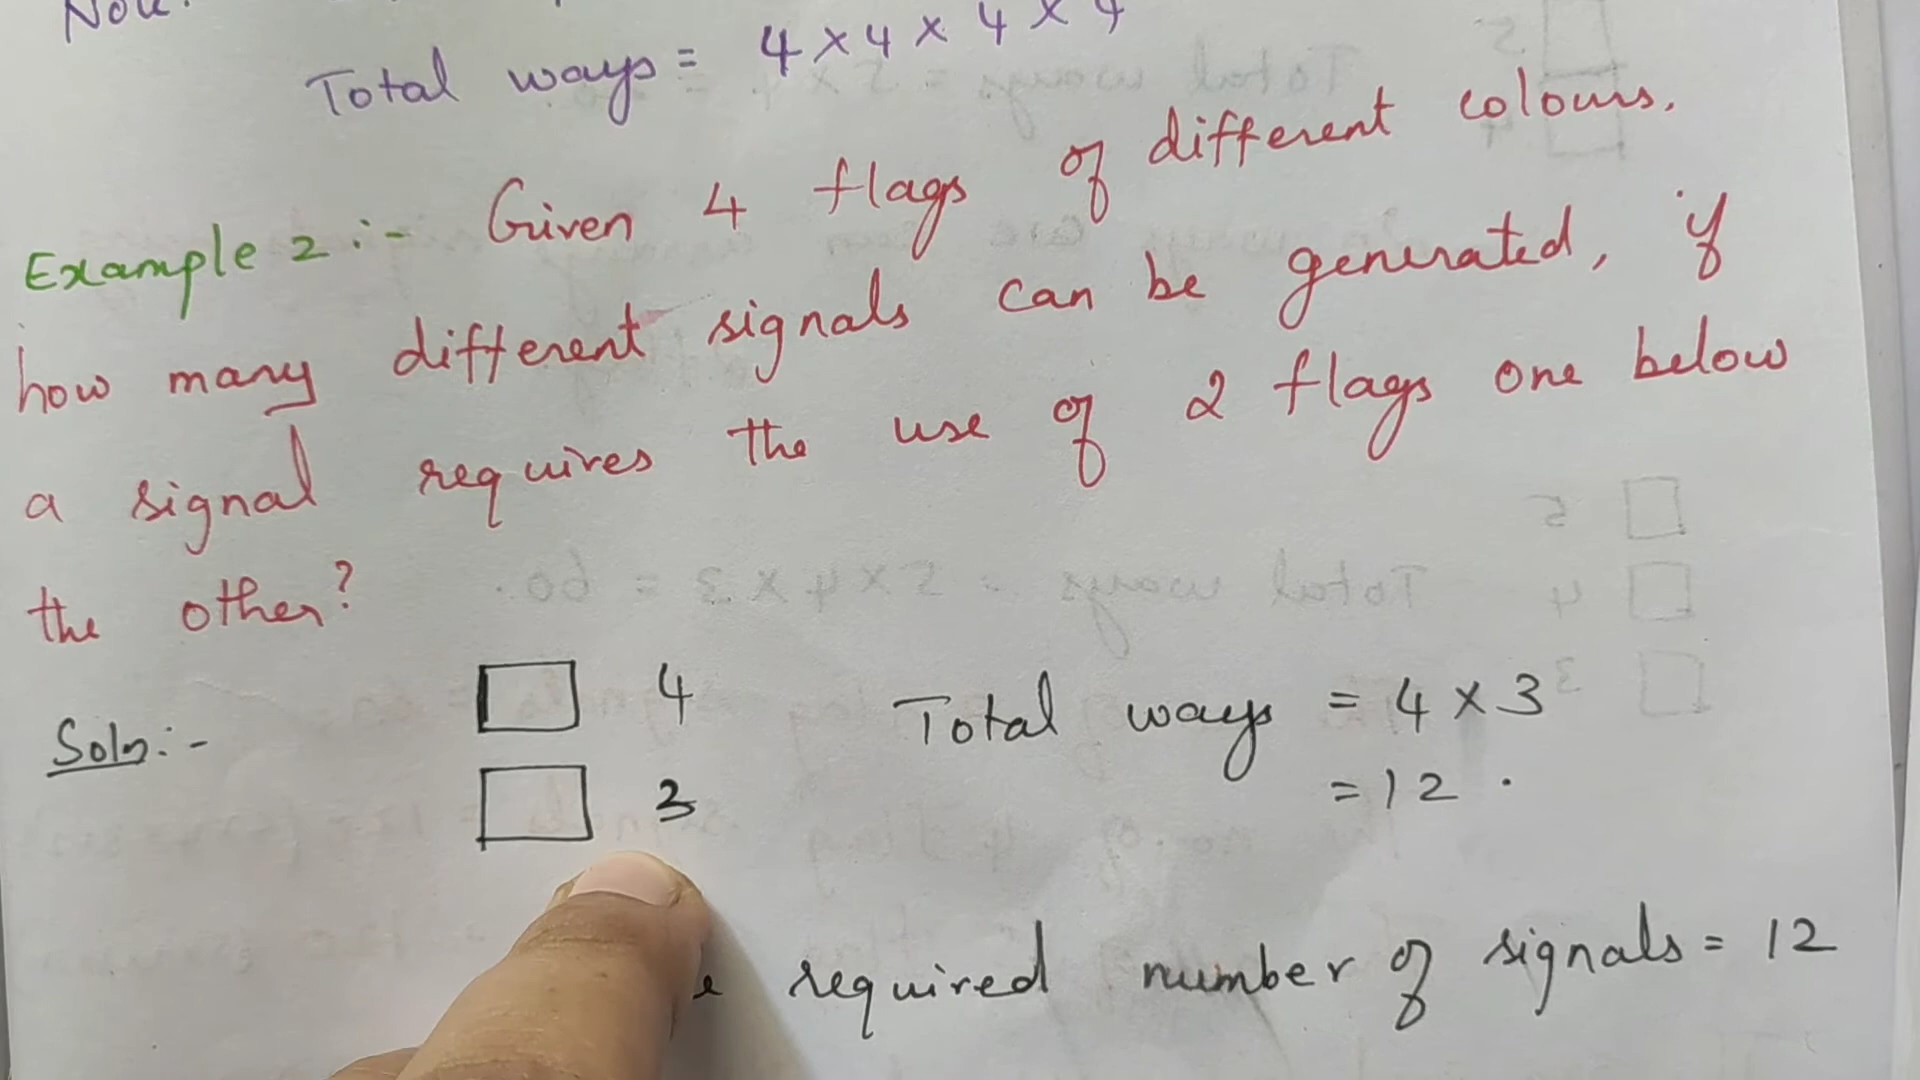 Note:
Total ways = 4 × 4 × 4 × 4
Example 2 :- Given 4 flags of different colours,
how many different signals can be generated, if
a signal requires the use of 2 flags one below
the other?
Soln:- 4 Total ways = 4 × 3
3 = 12 .
required number of signals = 12